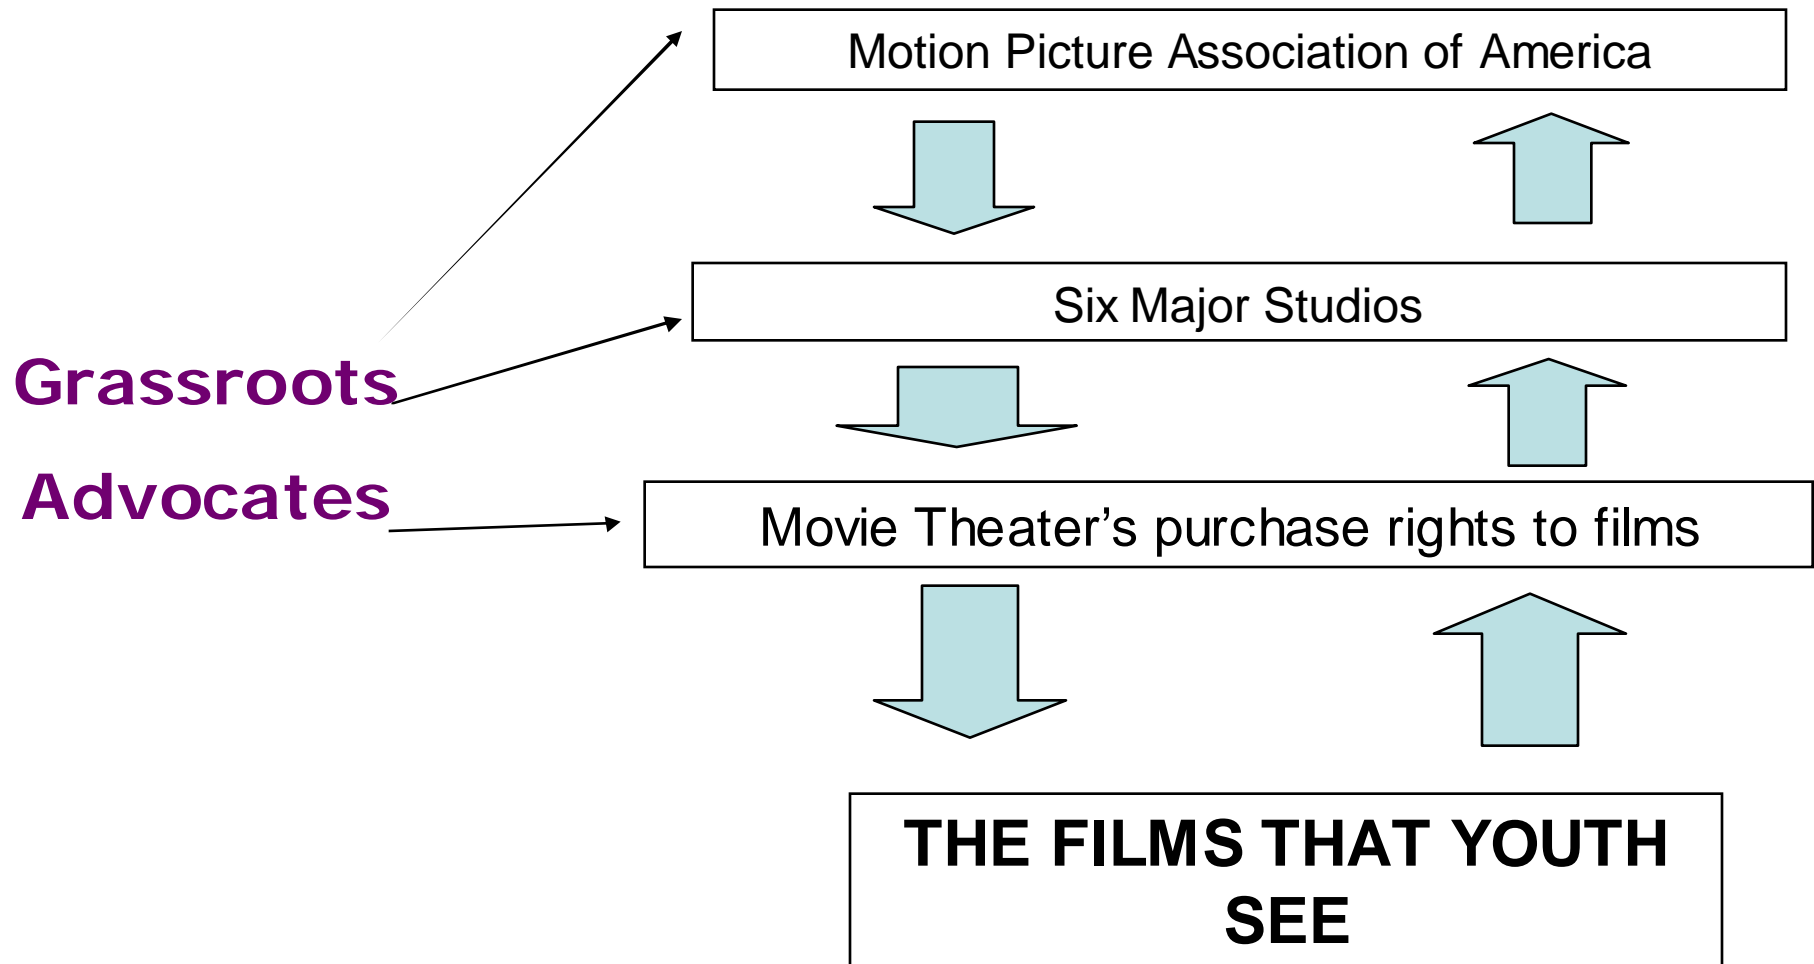 Motion Picture Association of America
Six Major Studios
Grassroots
Advocates
Movie Theater’s purchase rights to films
THE FILMS THAT YOUTH
SEE